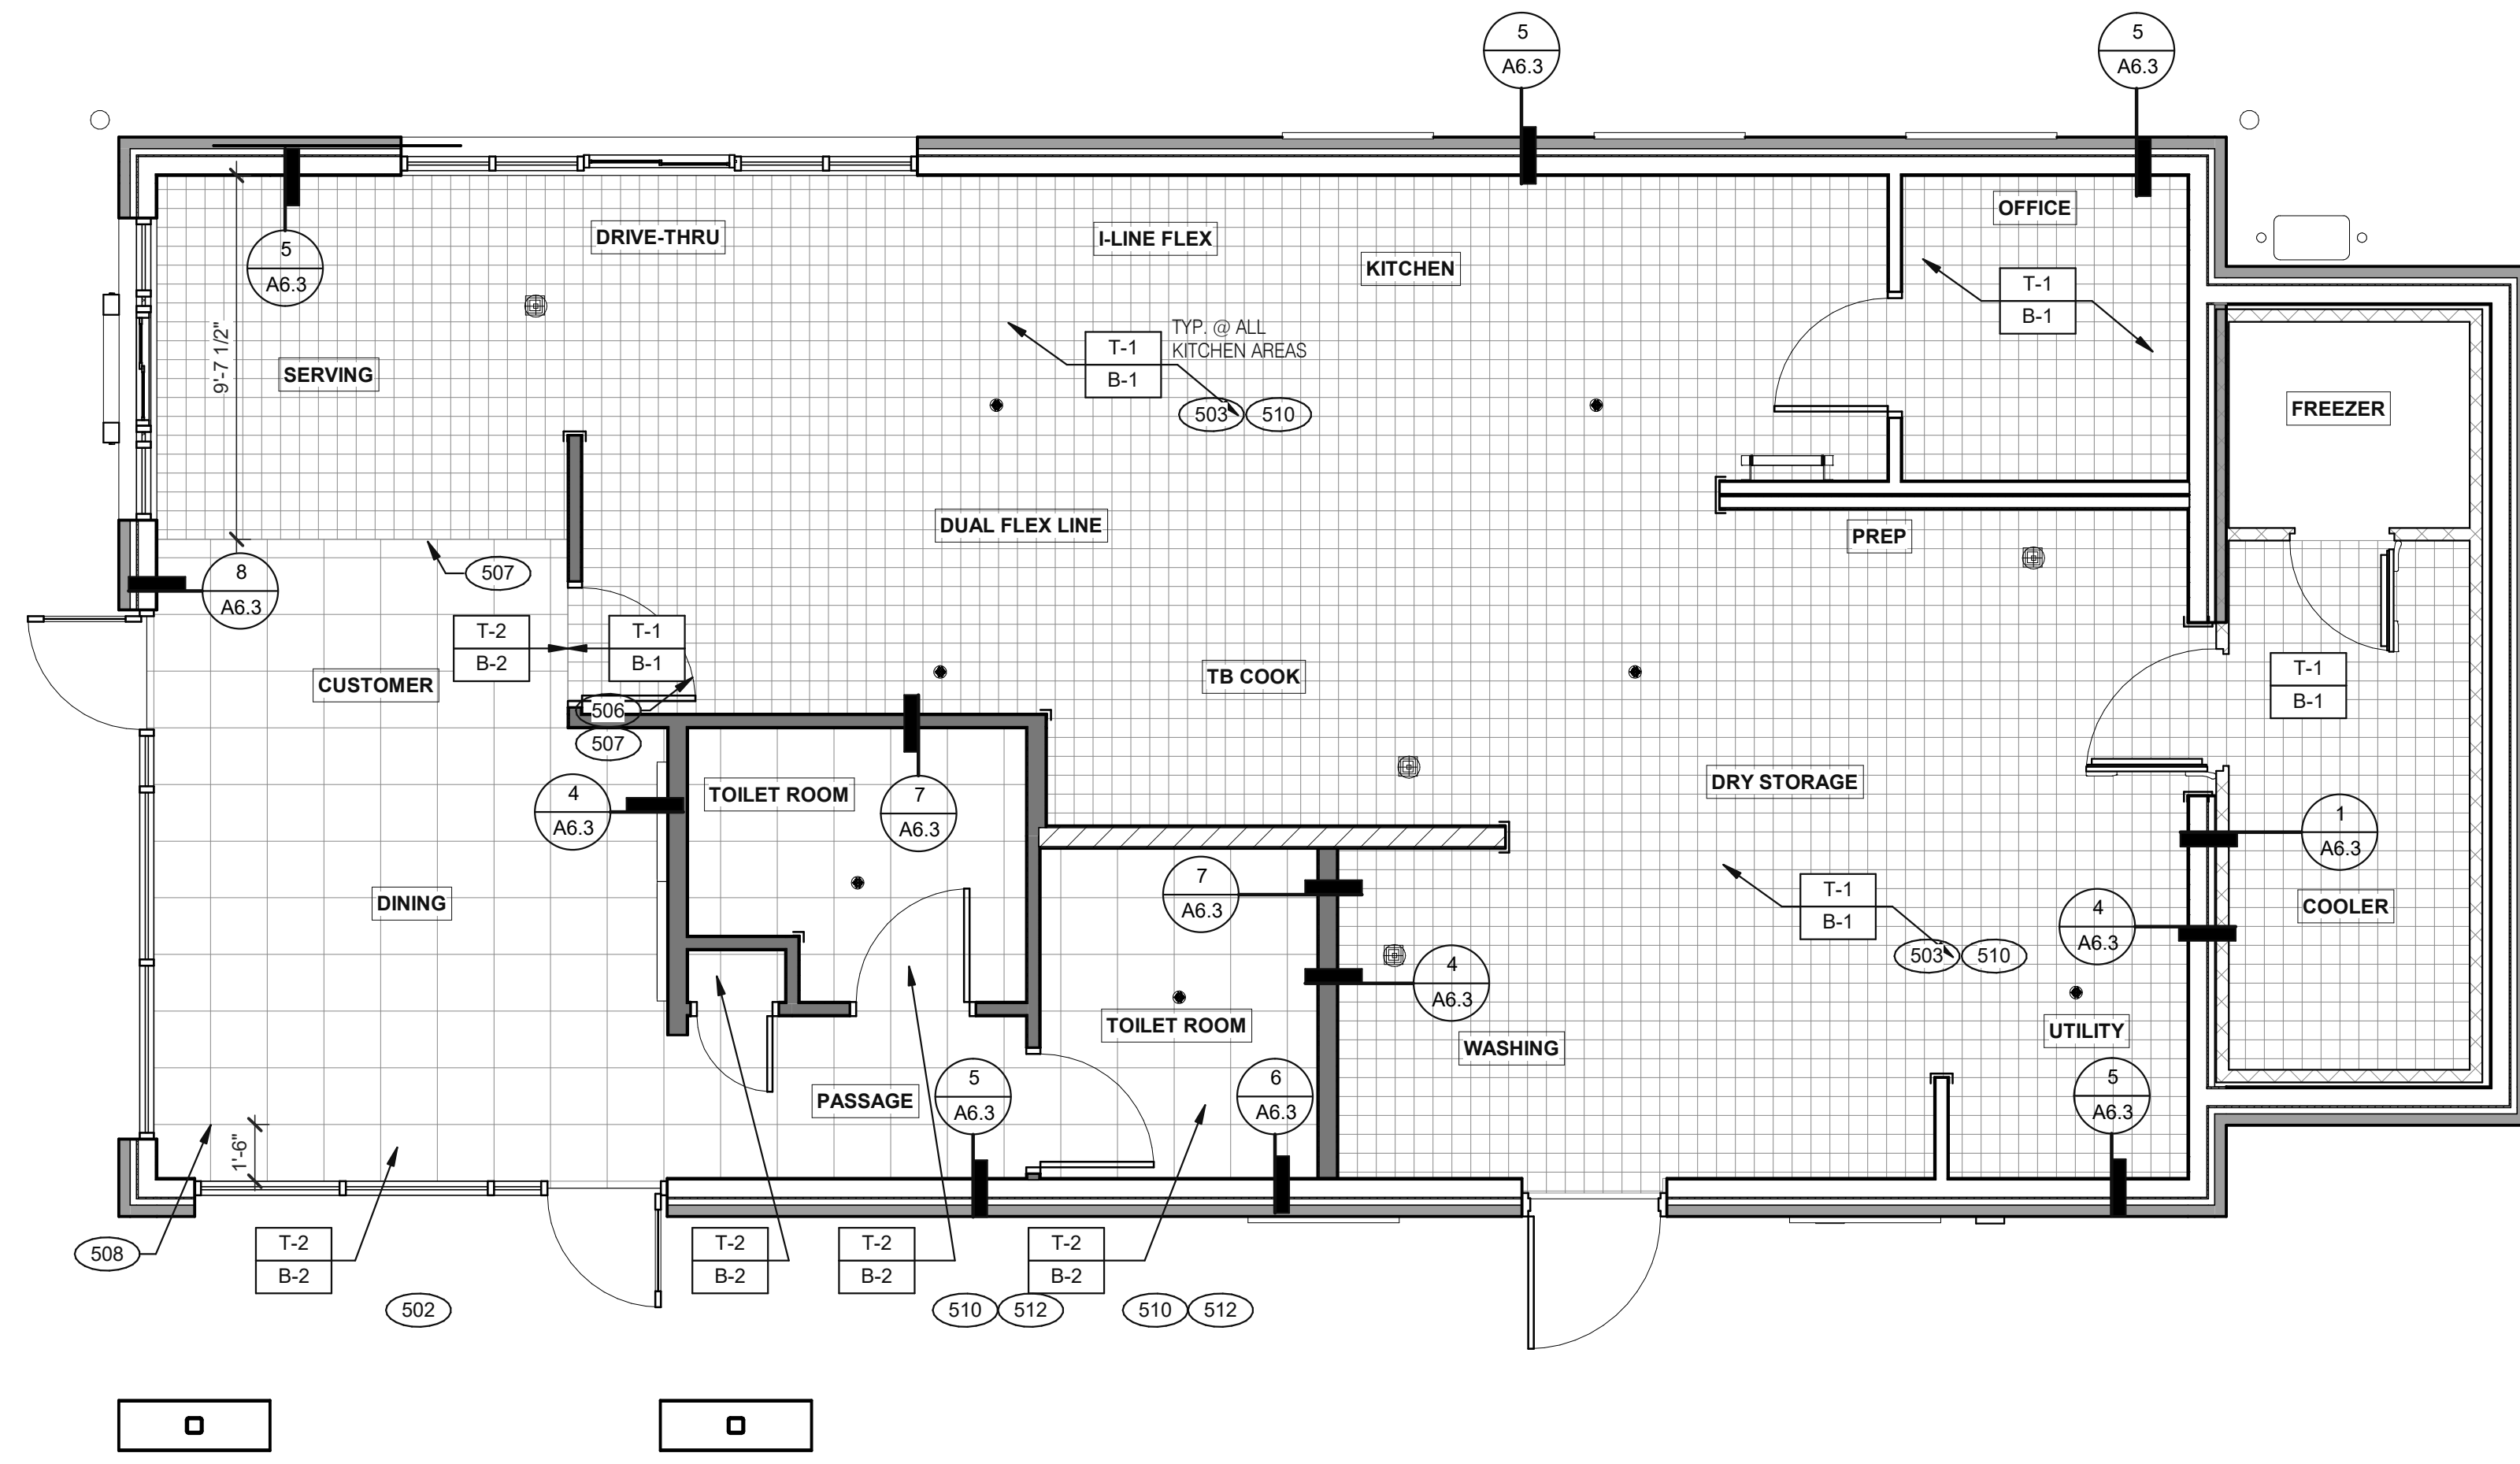 5
A6.3
5
A6.3
OFFICE
DRIVE-THRU
I-LINE FLEX
KITCHEN
5
A6.3
T-1
B-1
TYP. @ ALL
KITCHEN AREAS
T-1
B-1
9'-7 1/2"
SERVING
503
510
FREEZER
DUAL FLEX LINE
PREP
507
8
A6.3
T-2
B-2
T-1
B-1
CUSTOMER
TB COOK
T-1
B-1
506
507
TOILET ROOM
4
A6.3
7
A6.3
DRY STORAGE
1
A6.3
DINING
7
A6.3
T-1
B-1
4
A6.3
COOLER
503
510
4
A6.3
TOILET ROOM
WASHING
UTILITY
PASSAGE
5
A6.3
6
A6.3
5
A6.3
1'-6"
508
T-2
B-2
T-2
B-2
T-2
B-2
T-2
B-2
502
510
512
510
512